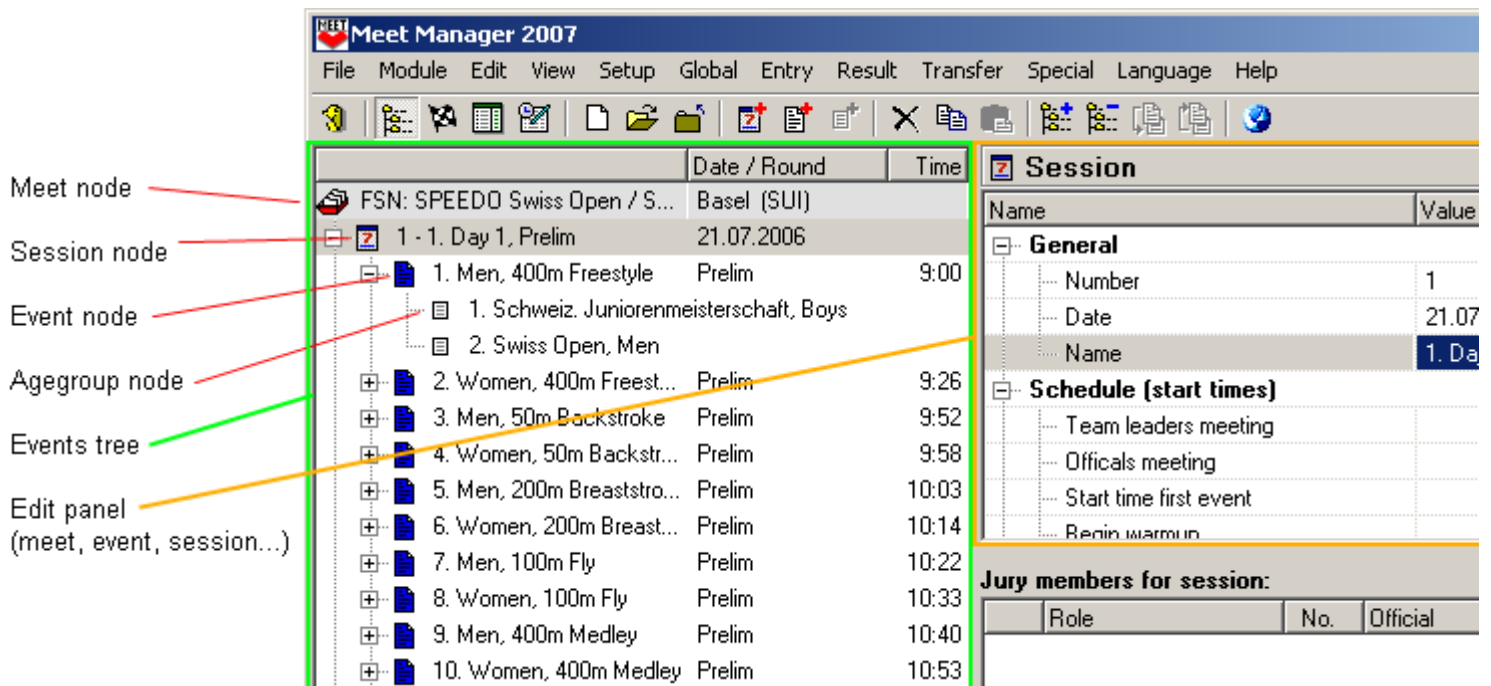 MEET
Meet Manager 2007
File Module Edit View Setup Global Entry Result Transfer Special Language Help
Date / Round Time
Session
Meet node
FSN: SPEEDO Swiss Open / S... Basel (SUI)
Name Value
Session node
1 - 1. Day 1, Prelim 21.07.2006
General
Event node
1. Men, 400m Freestyle Prelim 9:00
Number 1
1. Schweiz. Juniorenmeisterschaft, Boys
Date 21.07
2. Swiss Open, Men
Name 1. Da
Agegroup node
2. Women, 400m Freest... Prelim 9:26
Schedule (start times)
3. Men, 50m Backstroke Prelim 9:52
Team leaders meeting
Events tree
4. Women, 50m Backstr... Prelim 9:58
Officals meeting
5. Men, 200m Breaststro... Prelim 10:03
Start time first event
Edit panel
(meet, event, session...)
6. Women, 200m Breast... Prelim 10:14
Begin warmup
7. Men, 100m Fly Prelim 10:22
Jury members for session:
8. Women, 100m Fly Prelim 10:33
Role No. Official
9. Men, 400m Medley Prelim 10:40
10. Women, 400m Medley Prelim 10:53